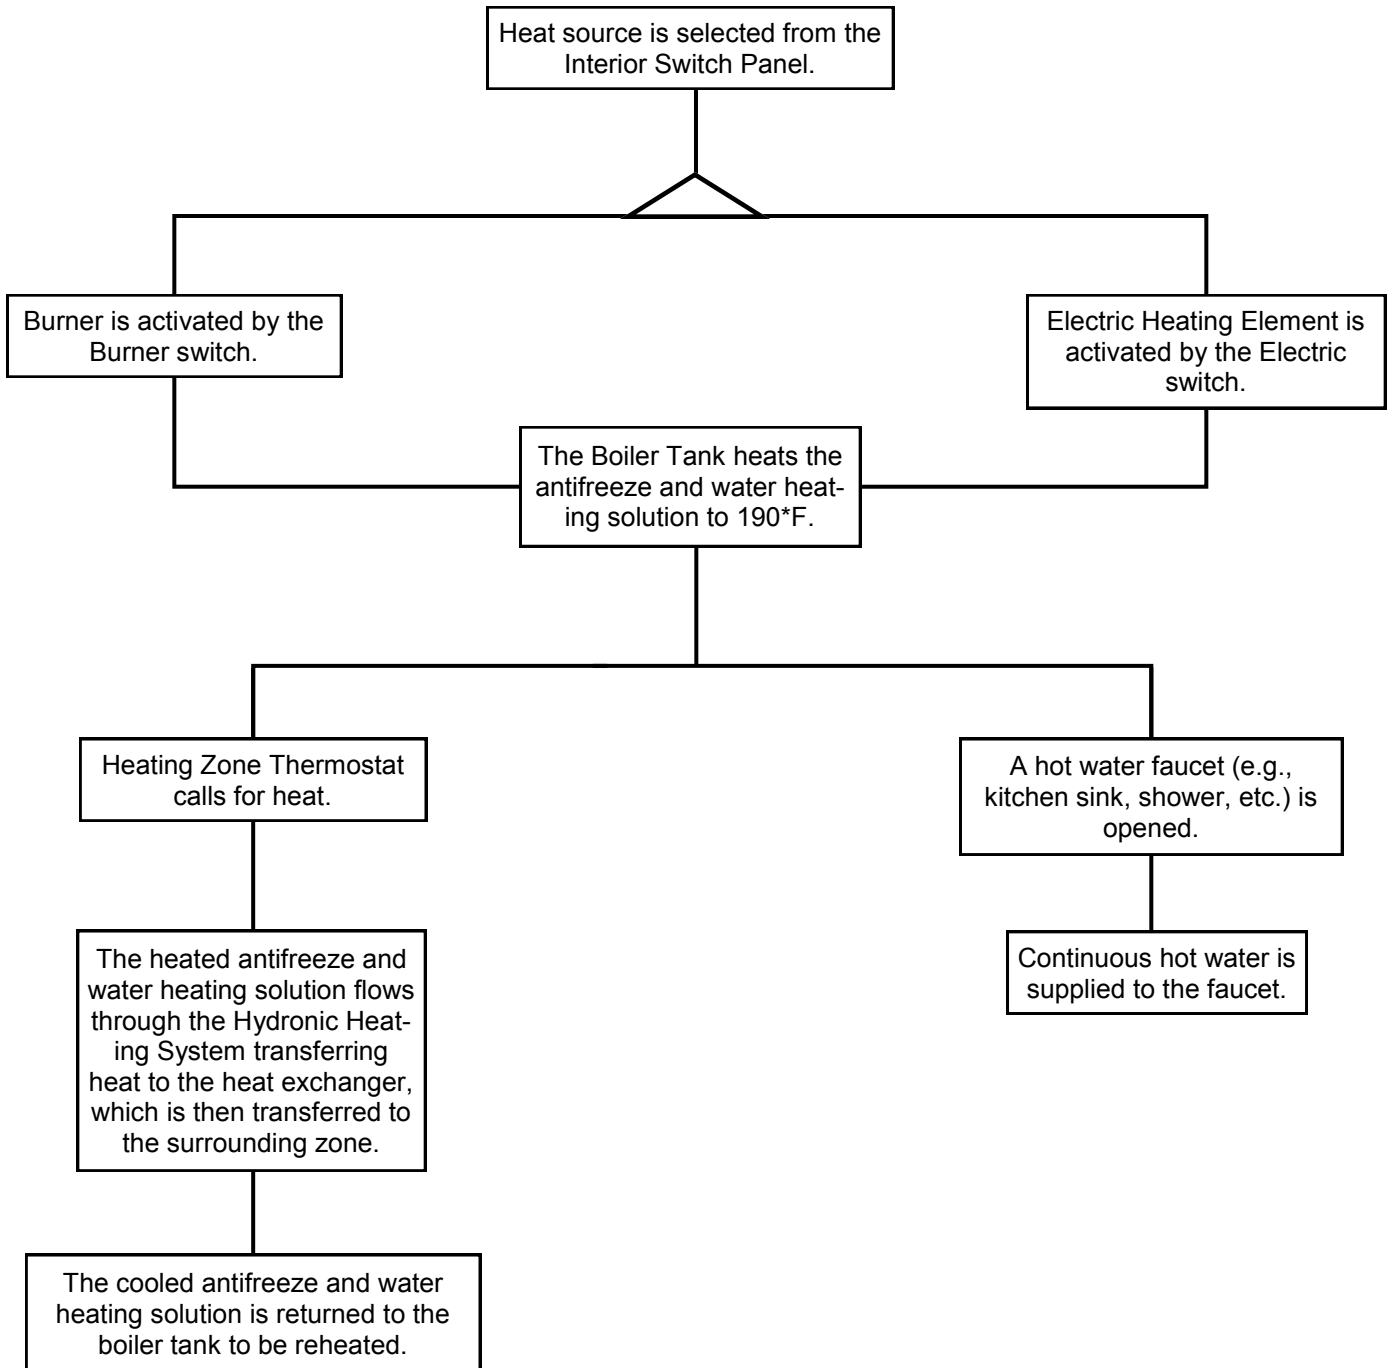 Heat source is selected from the
Interior Switch Panel.
Burner is activated by the
Burner switch.
Electric Heating Element is
activated by the Electric
switch.
The Boiler Tank heats the
antifreeze and water heat-
ing solution to 190*F.
Heating Zone Thermostat
calls for heat.
A hot water faucet (e.g.,
kitchen sink, shower, etc.) is
opened.
The heated antifreeze and
water heating solution flows
through the Hydronic Heat-
ing System transferring
heat to the heat exchanger,
which is then transferred to
the surrounding zone.
Continuous hot water is
supplied to the faucet.
The cooled antifreeze and water
heating solution is returned to the
boiler tank to be reheated.